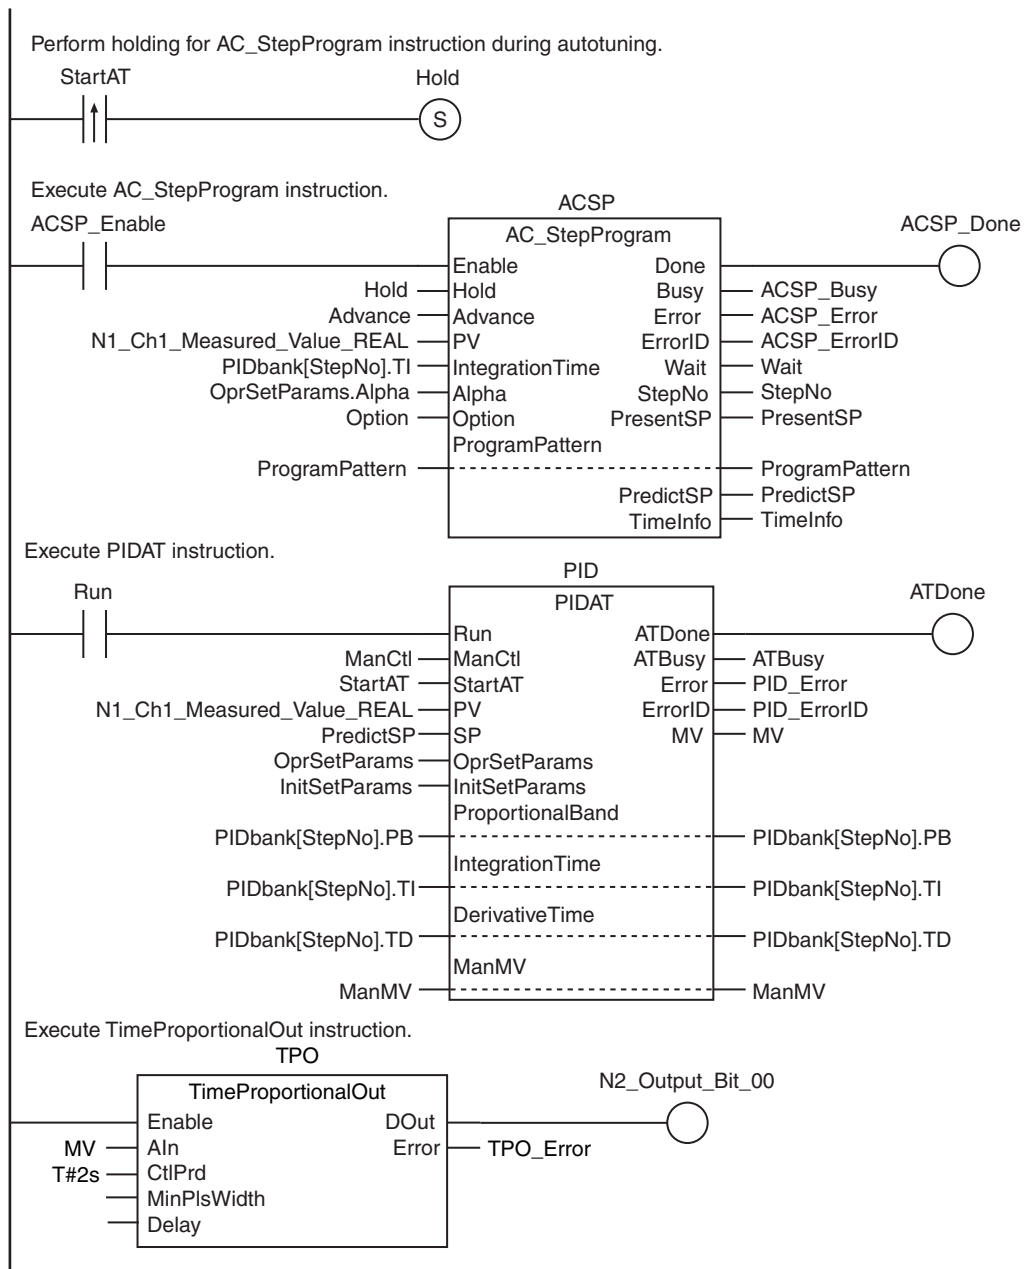 Perform holding for AC_StepProgram instruction during autotuning.
StartAT Hold
S
Execute AC_StepProgram instruction.
ACSP
ACSP_Enable ACSP_Done
AC_StepProgram
Enable Done
Hold Hold Busy ACSP_Busy
Advance Advance Error ACSP_Error
N1_Ch1_Measured_Value_REAL PV ErrorID ACSP_ErrorID
PIDbank[StepNo].TI IntegrationTime Wait Wait
OprSetParams.Alpha Alpha StepNo StepNo
Option Option PresentSP PresentSP
ProgramPattern
ProgramPattern ProgramPattern
PredictSP PredictSP
TimeInfo TimeInfo
Execute PIDAT instruction.
PID
Run ATDone
PIDAT
Run ATDone
ManCtl ManCtl ATBusy ATBusy
StartAT StartAT Error PID_Error
N1_Ch1_Measured_Value_REAL PV ErrorID PID_ErrorID
PredictSP SP MV MV
OprSetParams OprSetParams
InitSetParams InitSetParams
ProportionalBand
PIDbank[StepNo].PB PIDbank[StepNo].PB
IntegrationTime
PIDbank[StepNo].TI PIDbank[StepNo].TI
DerivativeTime
PIDbank[StepNo].TD PIDbank[StepNo].TD
ManMV
ManMV ManMV
Execute TimeProportionalOut instruction.
TPO
TimeProportionalOut N2_Output_Bit_00
Enable DOut
MV AIn Error TPO_Error
T#2s CtlPrd
MinPlsWidth
Delay